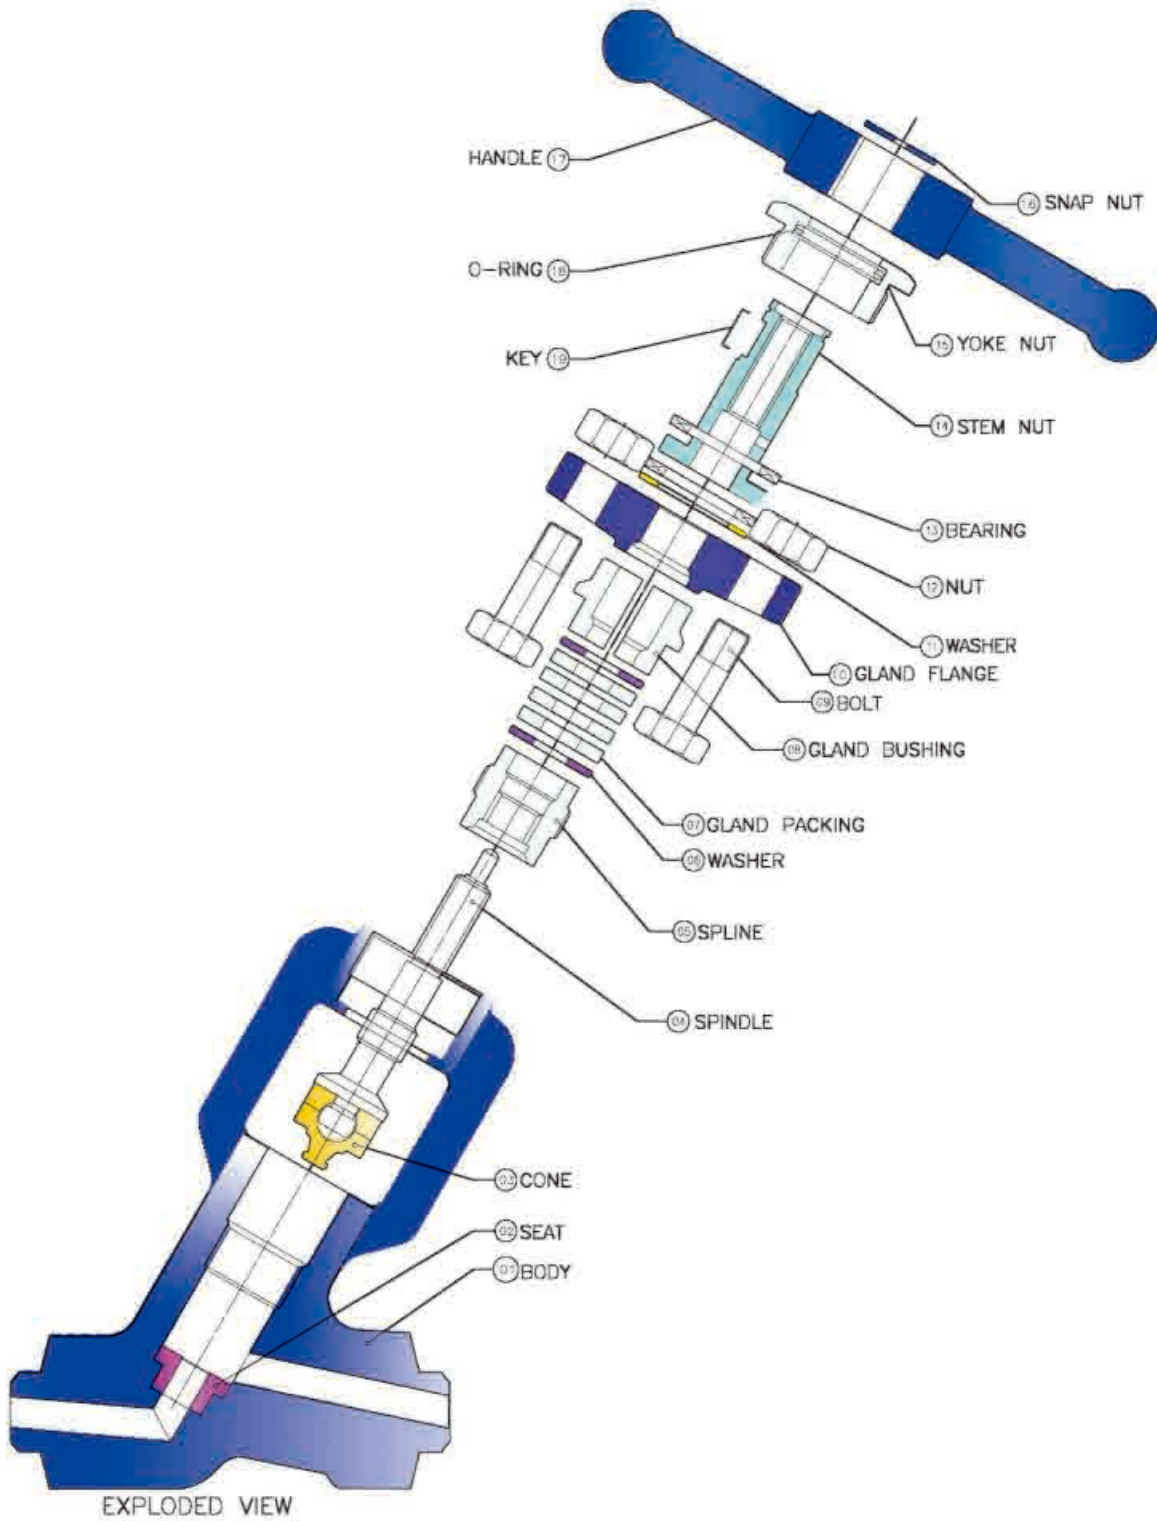 HANDLE 17
16 SNAP NUT
O-RING 18
15 YOKE NUT
KEY 19
14 STEM NUT
13 BEARING
12 NUT
11 WASHER
10 GLAND FLANGE
09 BOLT
08 GLAND BUSHING
07 GLAND PACKING
06 WASHER
05 SPLINE
04 SPINDLE
03 CONE
02 SEAT
01 BODY
EXPLODED VIEW